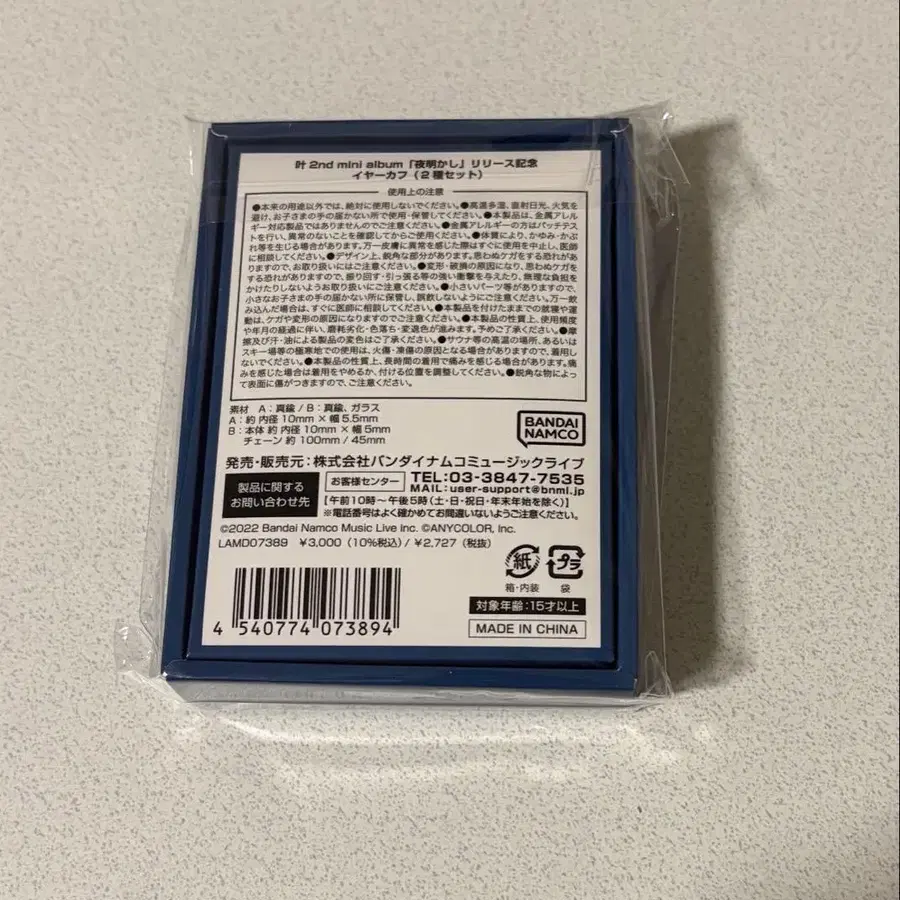 叶 2nd mini album「夜明かし」リリース記念
イヤーカフ（2種セット）
使用上の注意
●本来の用途以外では、絶対に使用しないでください。●高温多湿、直射日光、火気を
避け、お子さまの手の届かない所で使用・保管してください。●本製品は、金属アレル
ギー対応製品ではありませんのでご注意ください。●金属アレルギーの方はパッチテス
トを行い、異常のないことを確認してからご使用ください。●体質により、かゆみ・かぶ
れ等を生じる場合があります。万一皮膚に異常を感じた際はすぐに使用を中止し、医師
に相談してください。●デザイン上、鋭角な部分があります。思わぬケガをする恐れがあ
りますので、お取り扱いにはご注意ください。●変形・破損の原因になり、思わぬケガを
する恐れがありますので、振り回す・引っ張る等の強い衝撃を与えたり、無理な負担を
かけたりしないようお取り扱いにご注意ください。●小さいパーツ等がありますので、
小さなお子さまの手の届かない所に保管し、誤飲しないようにご注意ください。万一飲
み込んだ場合は、すぐに医師に相談してください。●本製品を付けたままでの就寝や運
動は、ケガや変形の原因になりますのでご注意ください。●本製品の性質上、使用頻度
や年月の経過に伴い、磨耗劣化・色落ち・変退色が進みます。予めご了承ください。●摩
擦及び汗・油による製品の変色はご了承ください。●サウナ等の高温の場所、あるいは
スキー場等の極寒地での使用は、火傷・凍傷の原因となる場合がありますので、着用し
ないでください。●本製品の性質上、長時間の着用で痛みを感じる場合があります。痛
みを感じた場合は着用をやめるか、付ける位置を調整してください。●鋭角な物によっ
て表面に傷がつきますので、ご注意ください。
素材　A：真鍮 / B：真鍮、ガラス
A：約 内径 10mm × 幅 5.5mm
B：本体 約 内径 10mm × 幅 5mm
チェーン 約 100mm / 45mm
BANDAI
NAMCO
発売・販売元：株式会社バンダイナムコミュージックライブ
製品に関する
お問い合わせ先
お客様センター
TEL:03-3847-7535
MAIL:user-support@bnml.jp
【午前10時～午後5時（土・日・祝日・年末年始を除く）】
※電話番号はよく確かめてお間違いないようご注意ください。
©2022 Bandai Namco Music Live Inc. ©ANYCOLOR, Inc.
LAMD07389　￥3,000（10%税込）/ ￥2,727（税抜）
紙
箱・内装
プラ
袋
対象年齢：15才以上
MADE IN CHINA
4 540774 073894